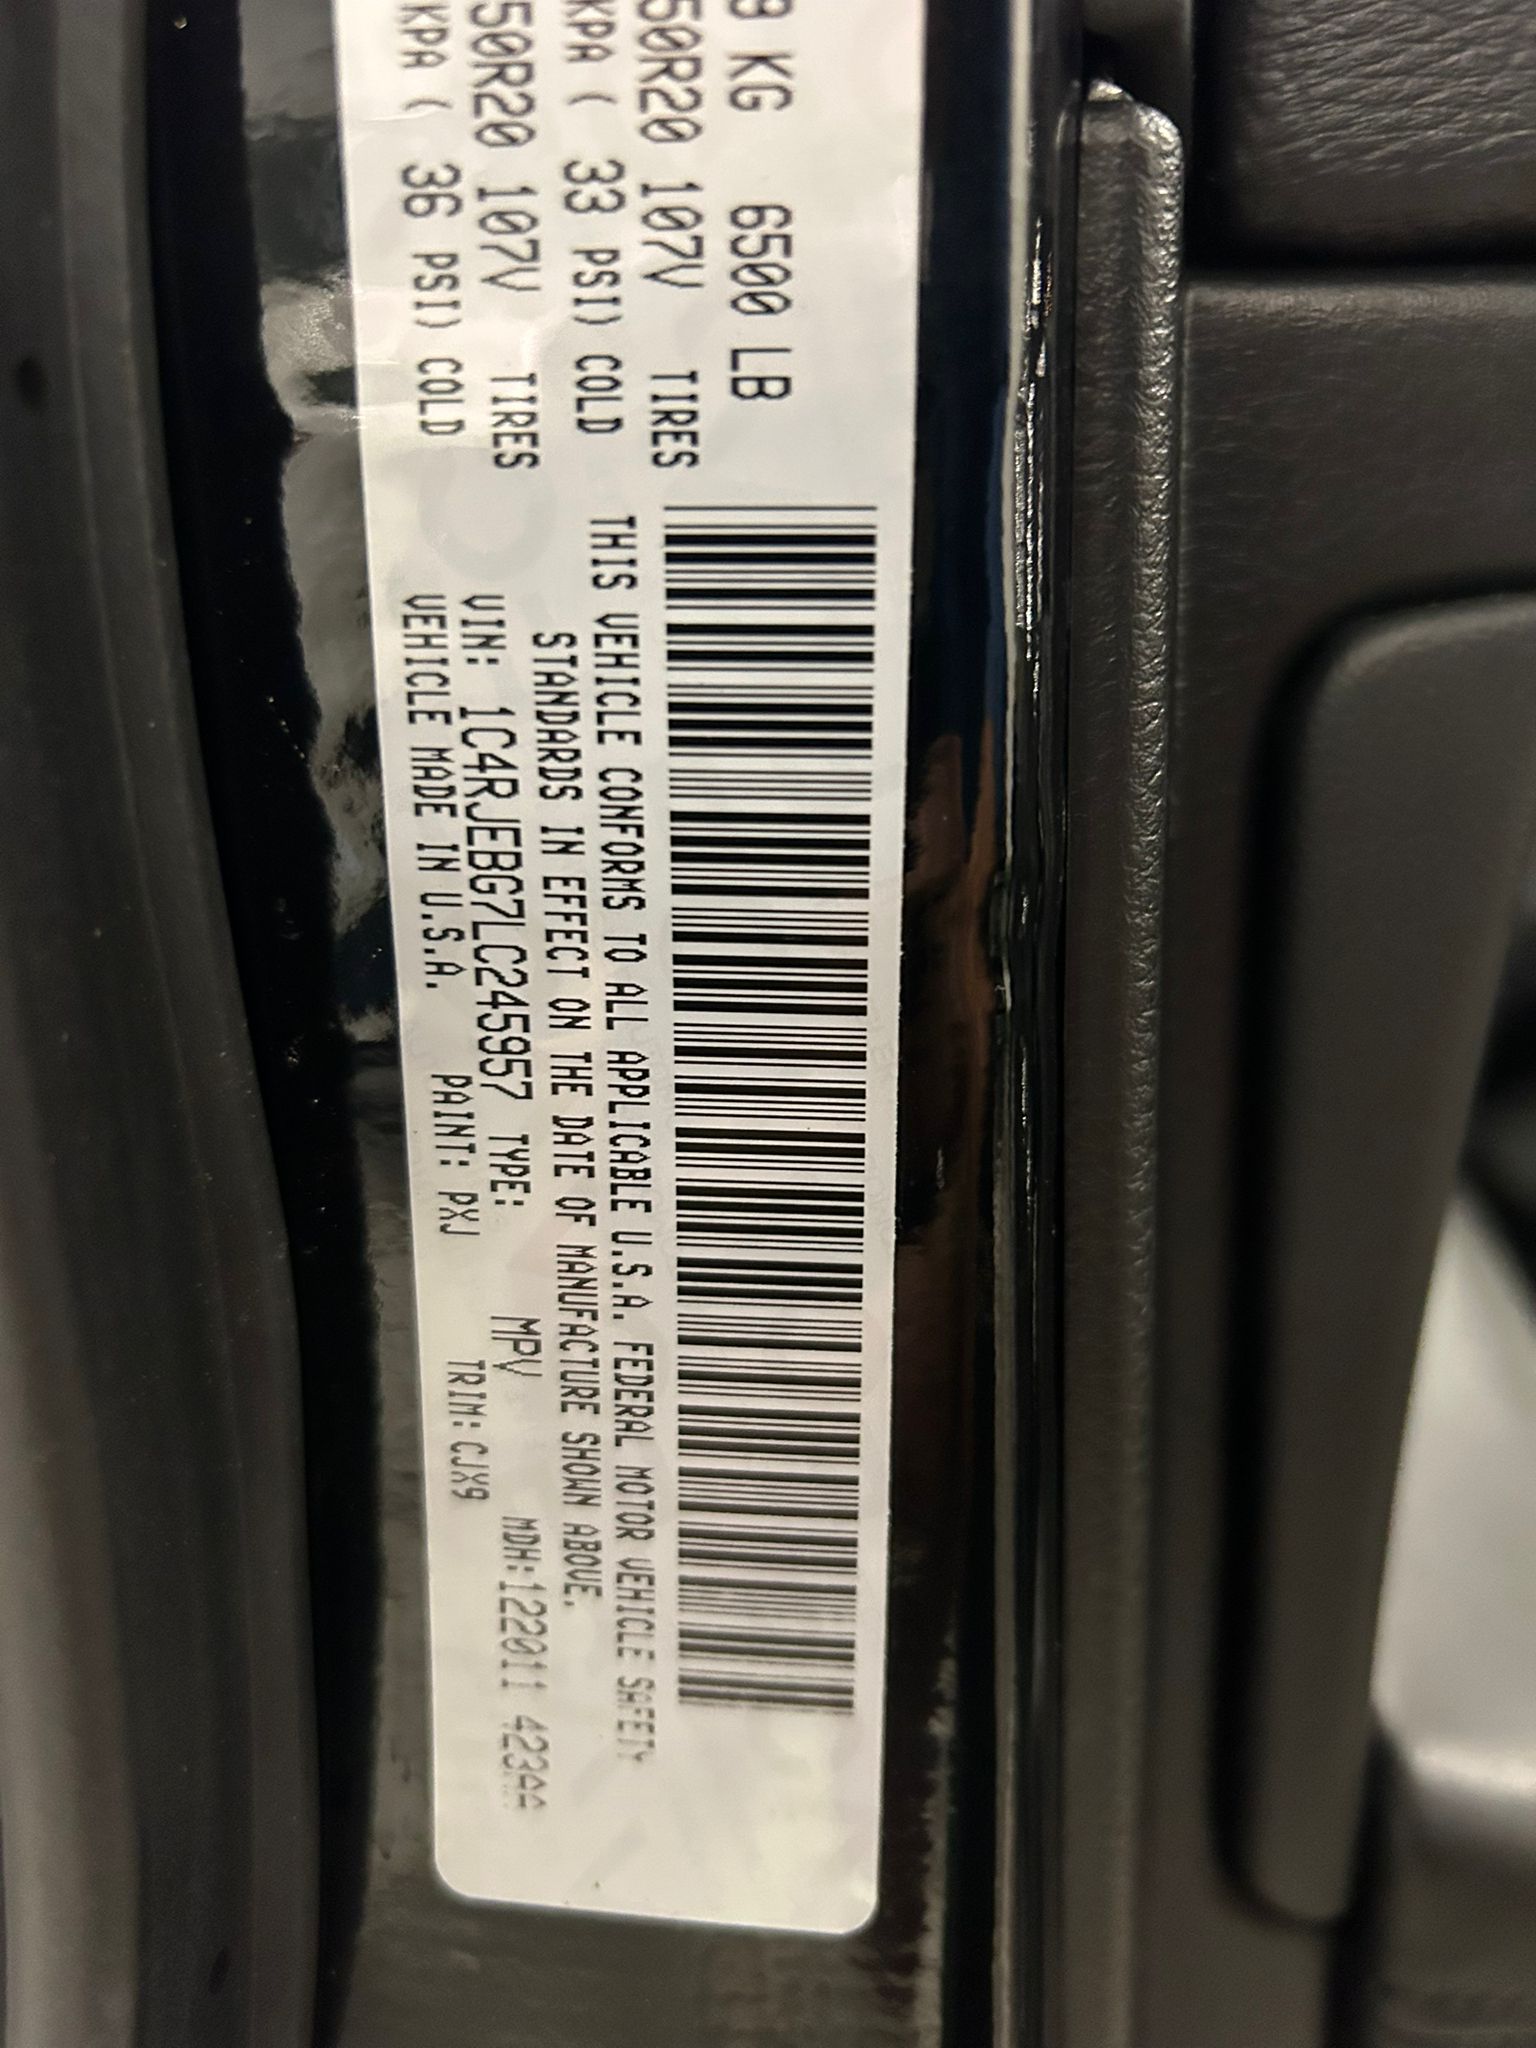 8 KG 6500 LB
50R20 107V TIRES
KPA ( 33 PSI) COLD
50R20 107V TIRES
KPA ( 36 PSI) COLD
THIS VEHICLE CONFORMS TO ALL APPLICABLE U.S.A. FEDERAL MOTOR VEHICLE SAFETY
STANDARDS IN EFFECT ON THE DATE OF MANUFACTURE SHOWN ABOVE.
VIN: 1C4RJEBG7LC245957 TYPE: MPV MDH:122011 423AA
VEHICLE MADE IN U.S.A. PAINT: PXJ TRIM:CJX9